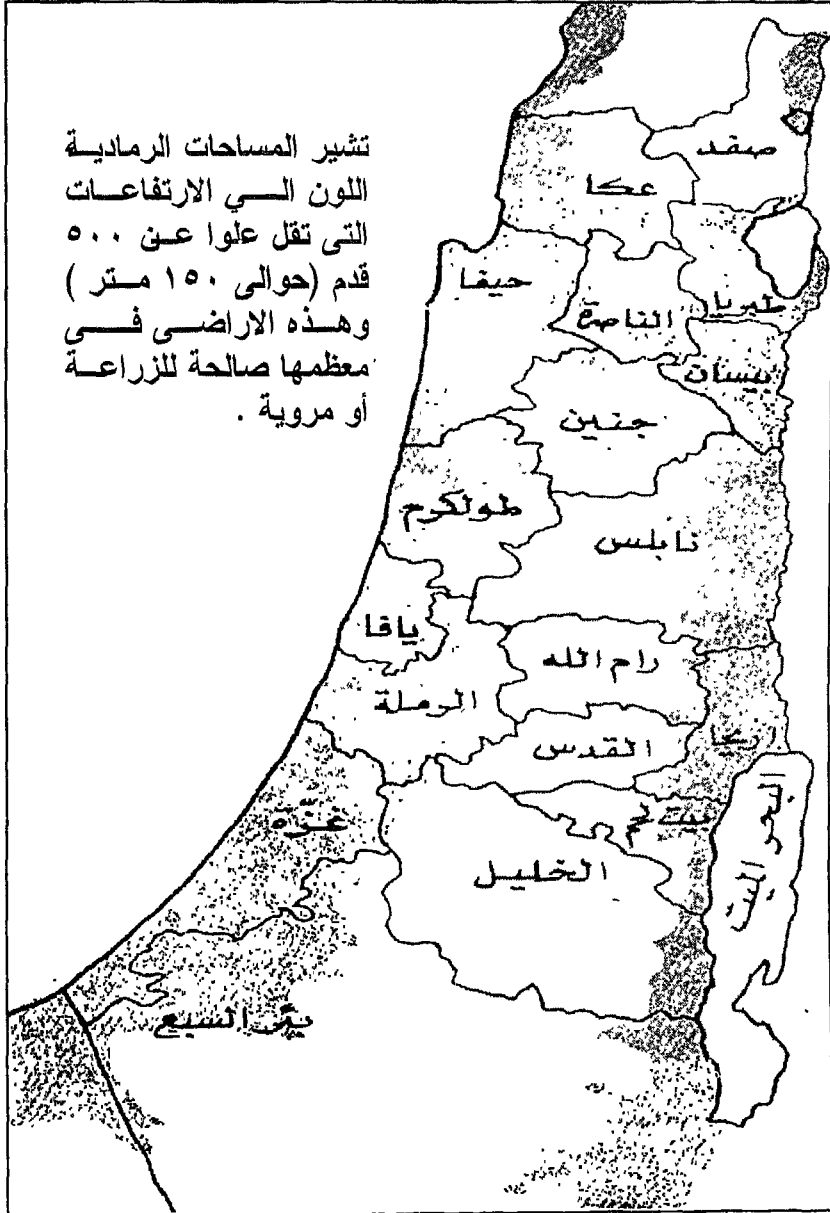 تشير المساحات الرمادية
اللون الي الارتفاعات
التى تقل علوا عن ٥٠٠
قدم (حوالى ١٥٠ متر )
وهذه الاراضى فى
معظمها صالحة للزراعة
أو مروية .
صفد
عكا
حيفا
الناصرة
طبريا
بيسان
جنين
طولكرم
نابلس
يافا
رام الله
الرملة
القدس
اريحا
بيت لحم
غزة
الخليل
البحر الميت
بئر السبع